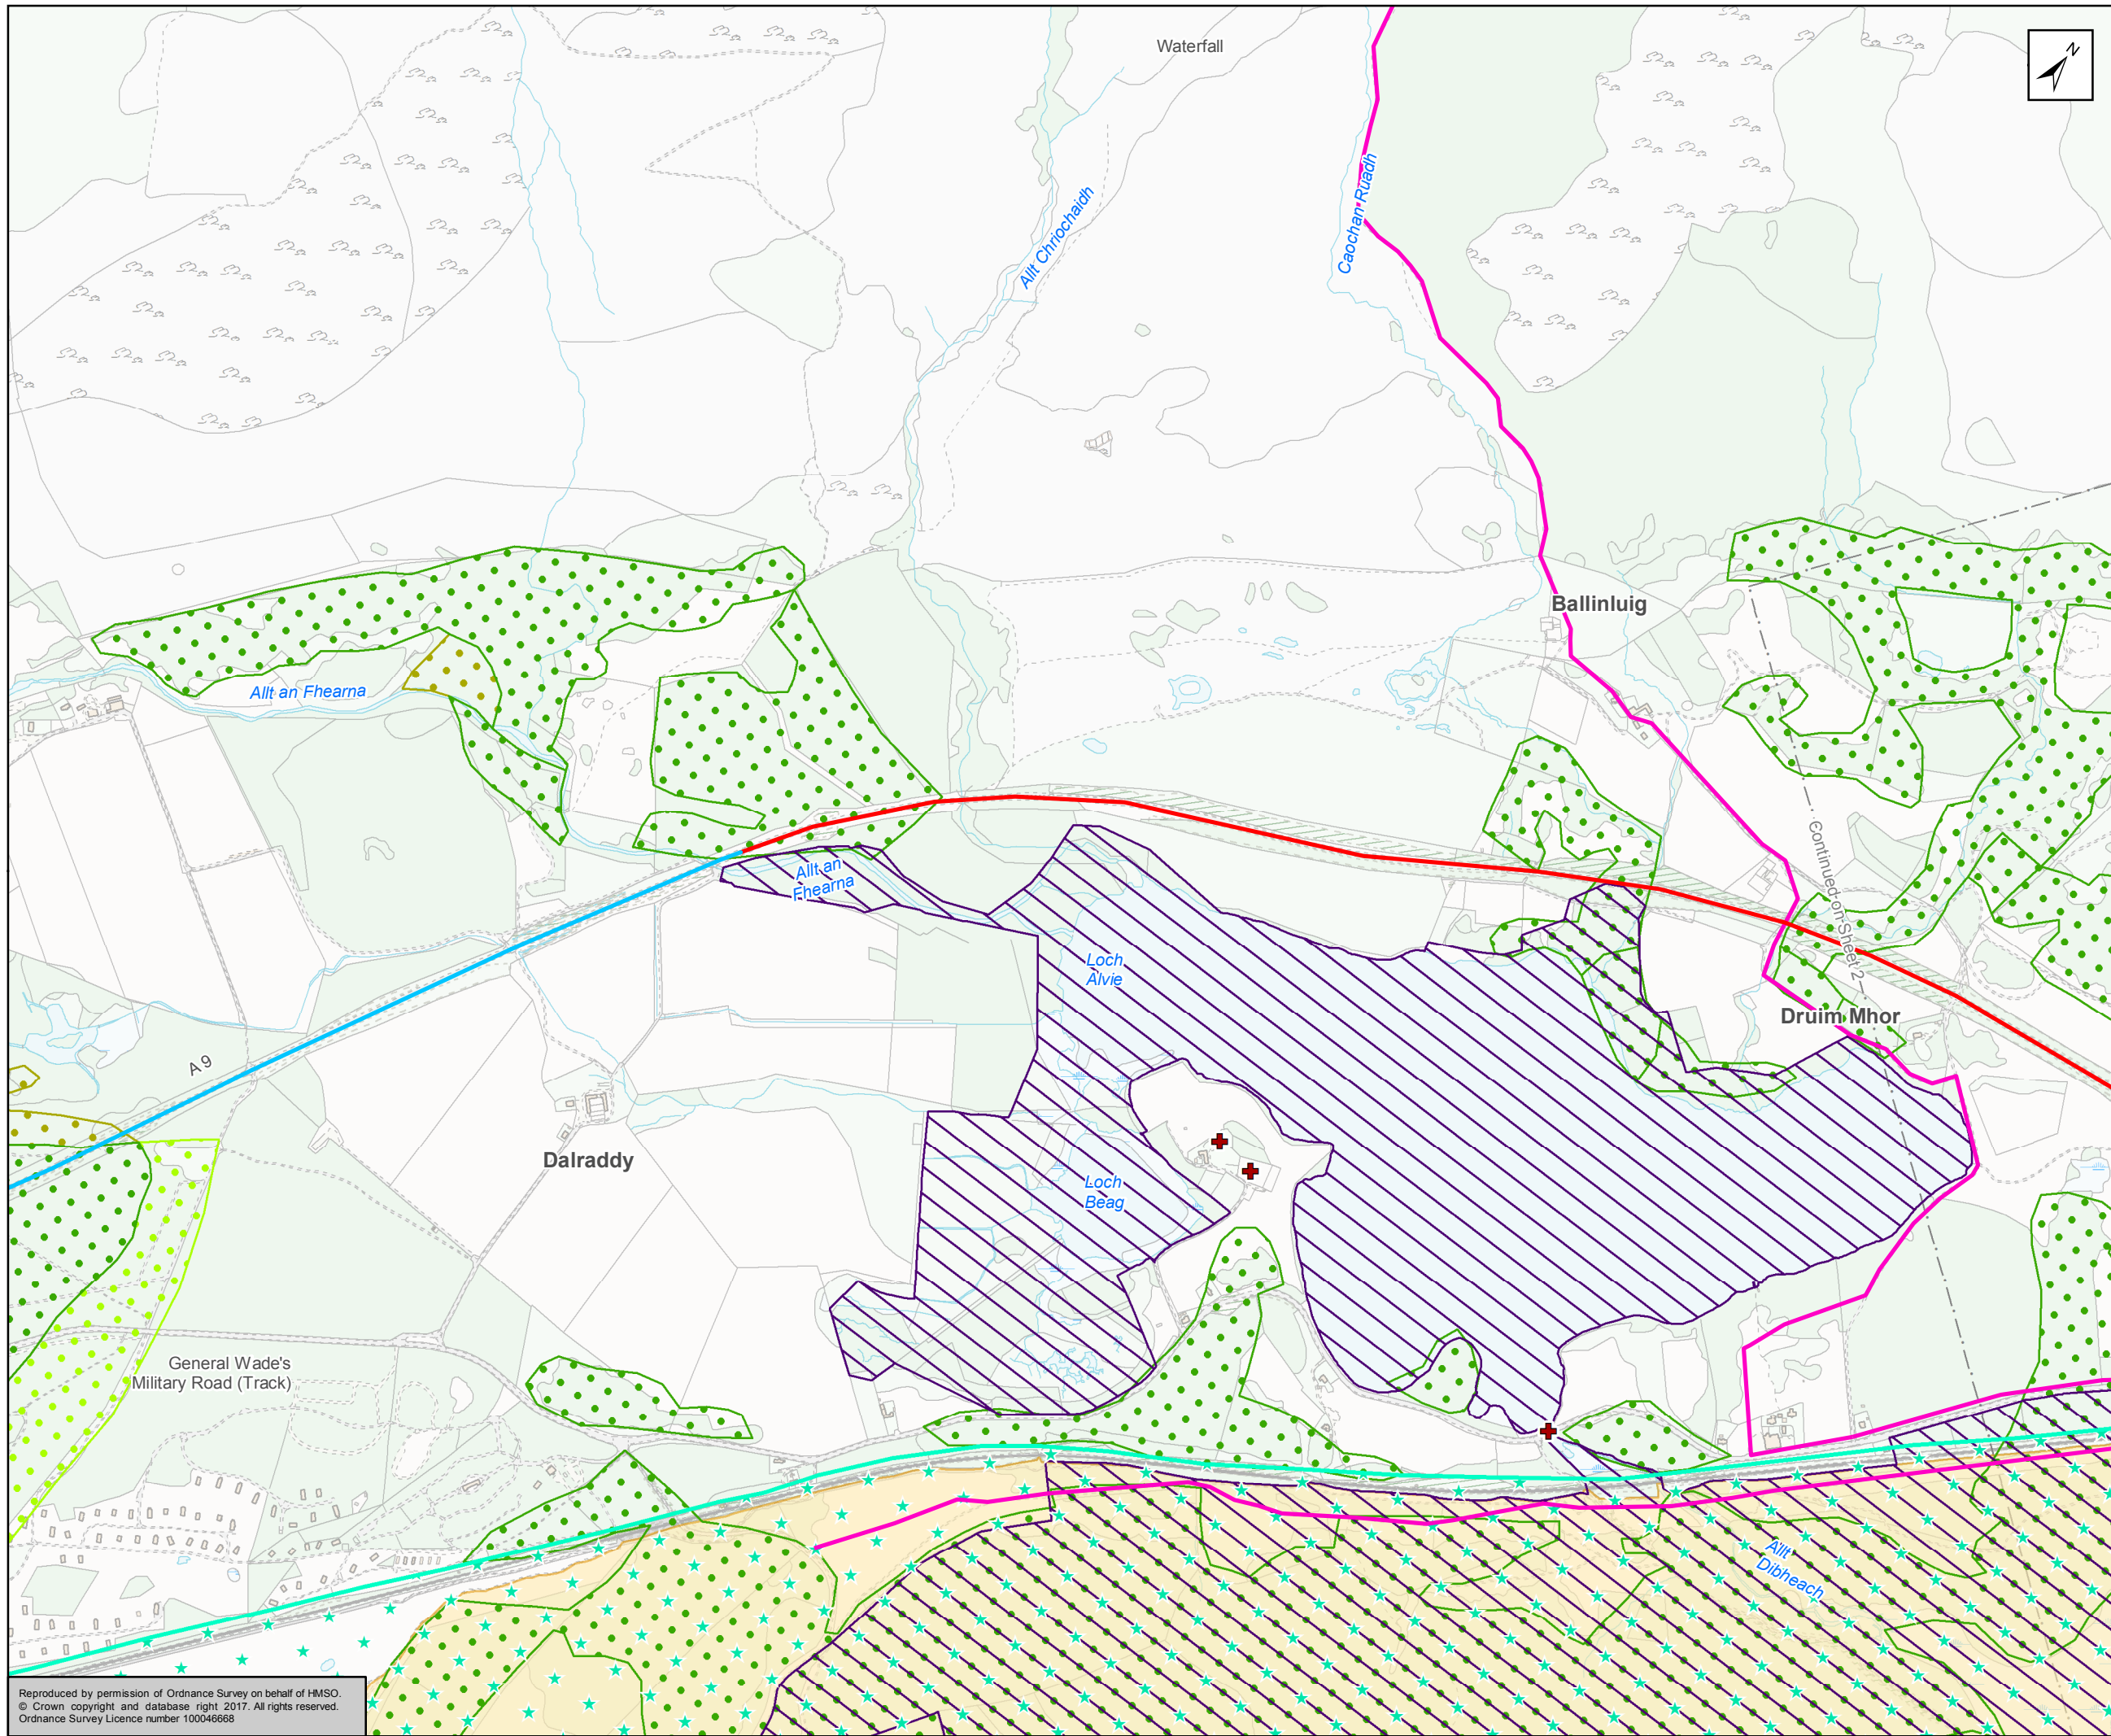 Waterfall
N
Allt Chriochaidh
Caochan Ruadh
Ballinluig
Allt an Fhearna
Continued on Sheet 2
Allt an
Fhearna
Loch
Alvie
Druim Mhor
A 9
Dalraddy
Loch
Beag
General Wade's
Military Road (Track)
Allt
Dibheach
Reproduced by permission of Ordnance Survey on behalf of HMSO.
© Crown copyright and database right 2017. All rights reserved.
Ordnance Survey Licence number 100046668